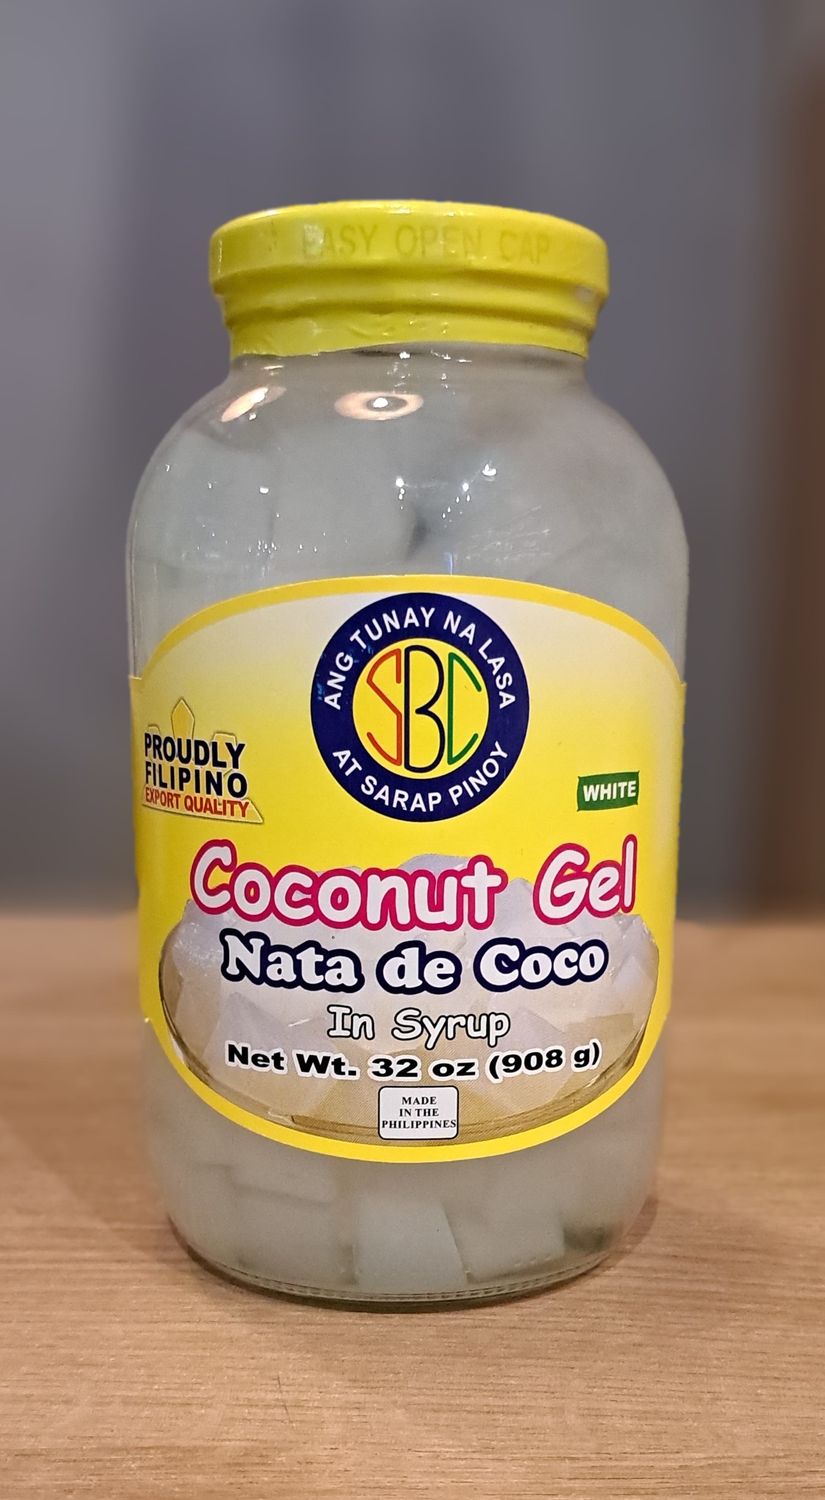 EASY OPEN CAP
ANG TUNAY NA LASA
SBC
AT SARAP PINOY
PROUDLY
FILIPINO
EXPORT QUALITY
WHITE
Coconut Gel
Nata de Coco
In Syrup
Net Wt. 32 oz (908 g)
MADE
IN THE
PHILIPPINES